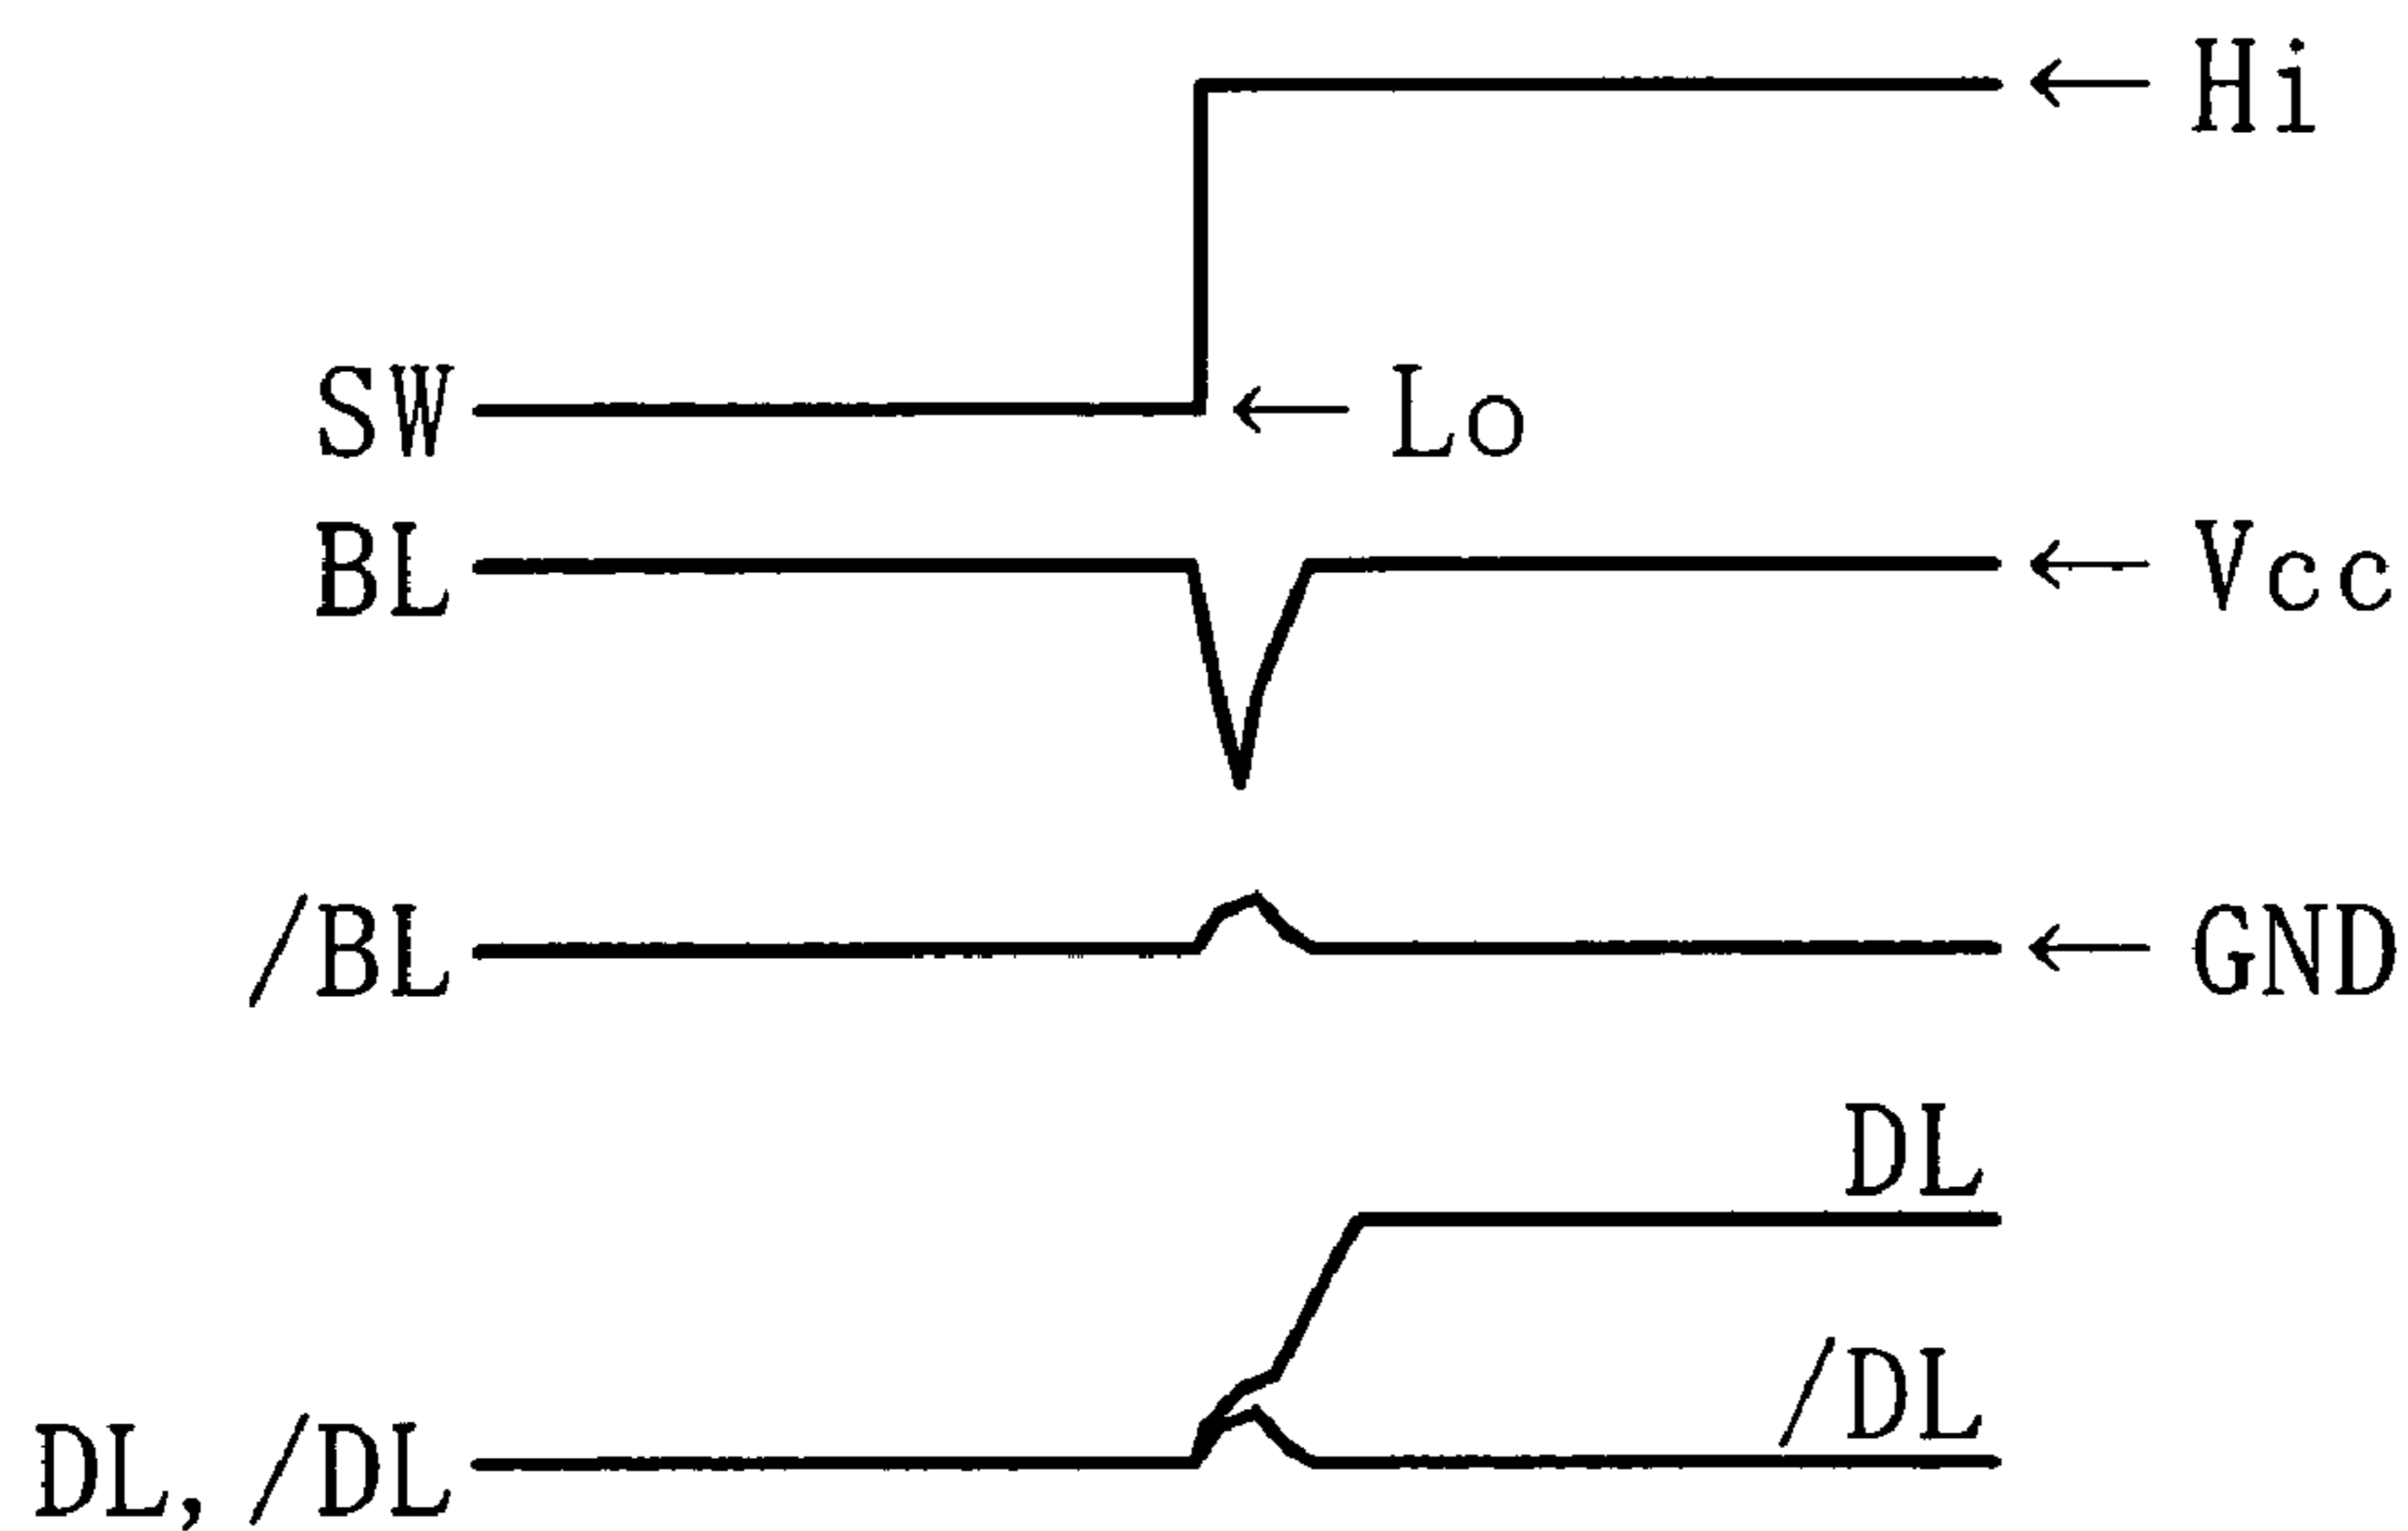 Hi
SW Lo
BL Vcc
/BL GND
DL
/DL
DL, /DL